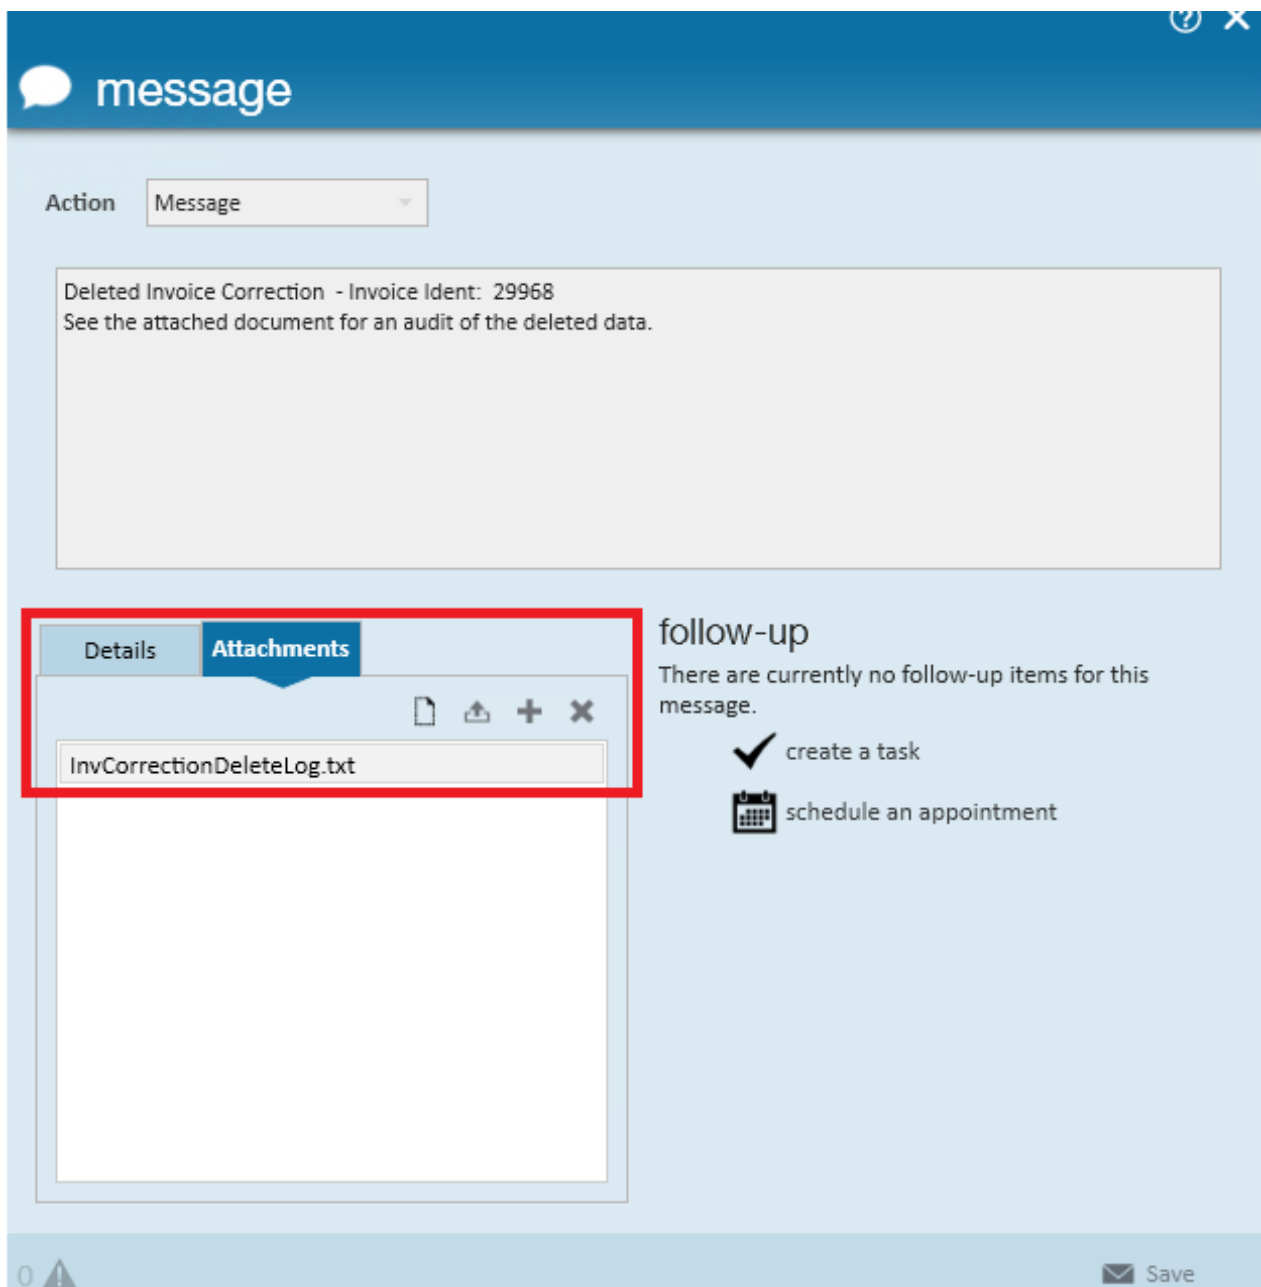 ?
message
Action
Message
Deleted Invoice Correction  - Invoice Ident:  29968
See the attached document for an audit of the deleted data.
Details
Attachments
InvCorrectionDeleteLog.txt
follow-up
There are currently no follow-up items for this
message.
create a task
schedule an appointment
0
Save